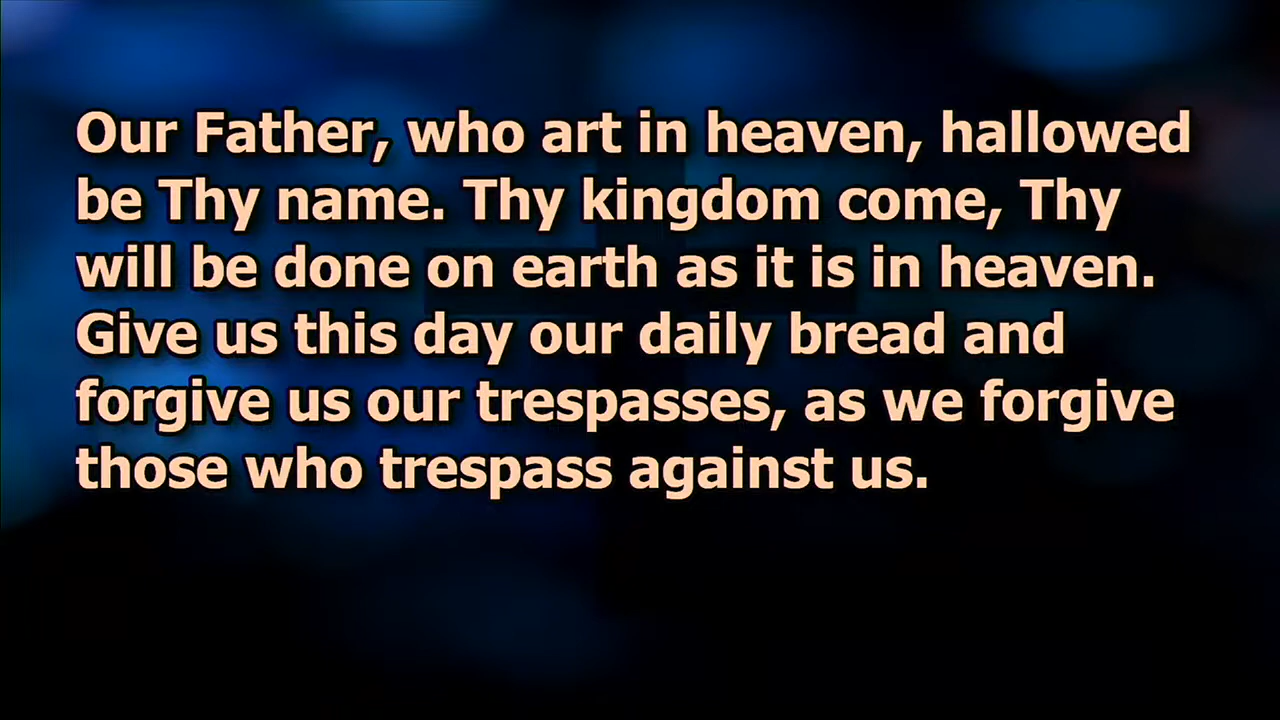 Our Father, who art in heaven, hallowed
be Thy name. Thy kingdom come, Thy
will be done on earth as it is in heaven.
Give us this day our daily bread and
forgive us our trespasses, as we forgive
those who trespass against us.